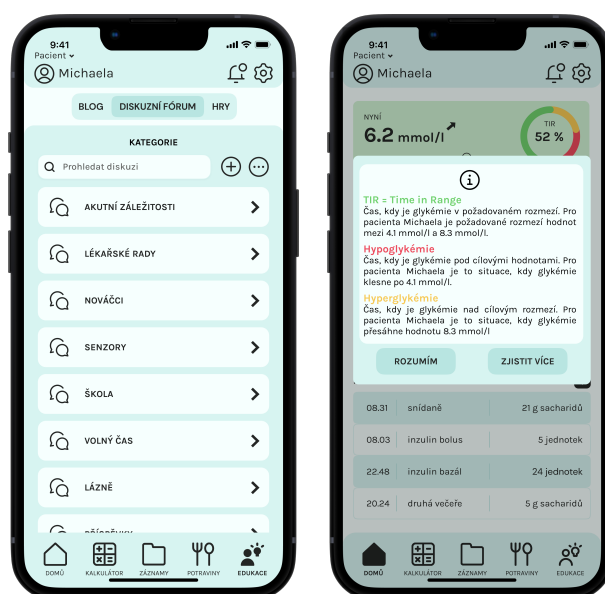 9:41
Pacient
Michaela
BLOG
DISKUZNÍ FÓRUM
HRY
KATEGORIE
Prohledat diskuzi
AKUTNÍ ZÁLEŽITOSTI
LÉKAŘSKÉ RADY
NOVÁČCI
SENZORY
ŠKOLA
VOLNÝ ČAS
LÁZNĚ
DOMŮ
KALKULÁTOR
ZÁZNAMY
POTRAVINY
EDUKACE
9:41
Pacient
Michaela
NYNÍ
6.2 mmol/l
TIR
52 %
TIR = Time in Range
Čas, kdy je glykémie v požadovaném rozmezí. Pro
pacienta Michaela je požadované rozmezí hodnot
mezi 4.1 mmol/l a 8.3 mmol/l.
Hypoglykémie
Čas, kdy je glykémie pod cílovými hodnotami. Pro
pacienta Michaela je to situace, kdy glykémie
klesne po 4.1 mmol/l.
Hyperglykémie
Čas, kdy je glykémie nad cílovým rozmezí. Pro
pacienta Michaela je to situace, kdy glykémie
přesáhne hodnotu 8.3 mmol/l
ROZUMÍM
ZJISTIT VÍCE
08.31 snídaně 21 g sacharidů
08.03 inzulin bolus 5 jednotek
22.48 inzulin bazál 24 jednotek
20.24 druhá večeře 5 g sacharidů
DOMŮ
KALKULÁTOR
ZÁZNAMY
POTRAVINY
EDUKACE